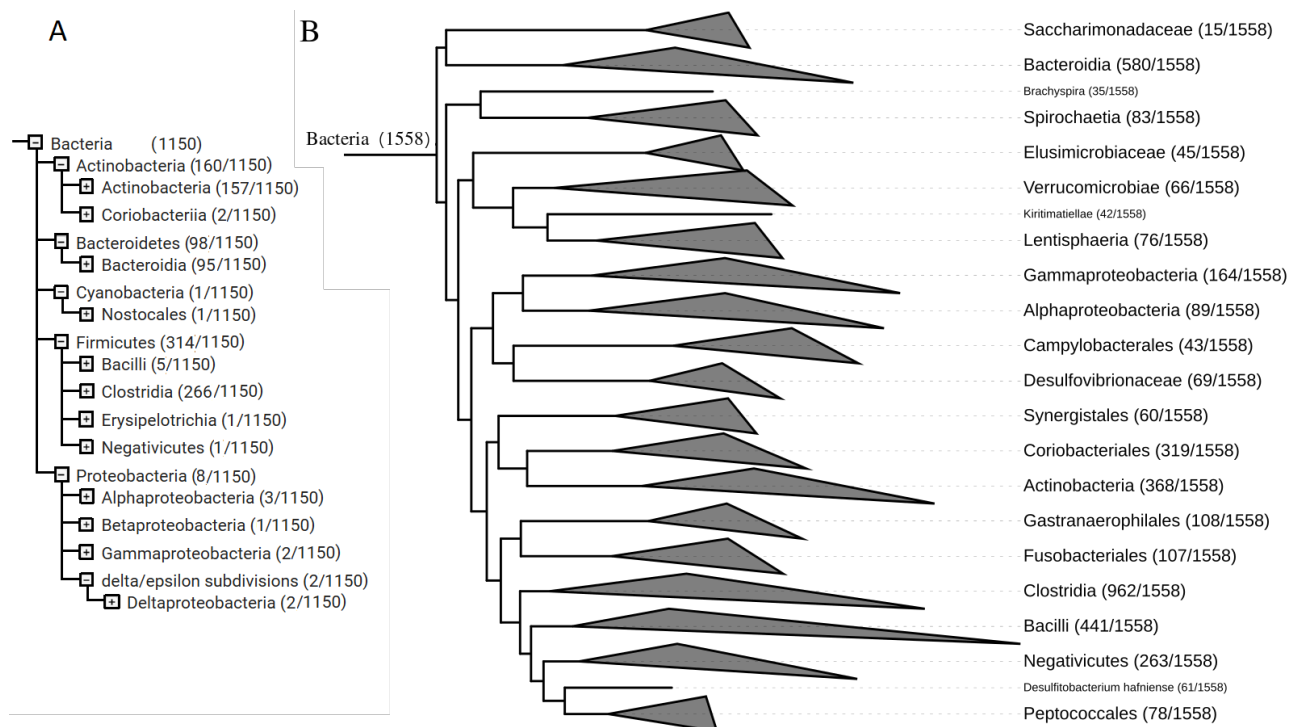 A
Bacteria (1150)
Actinobacteria (160/1150)
Actinobacteria (157/1150)
Coriobacteriia (2/1150)
Bacteroidetes (98/1150)
Bacteroidia (95/1150)
Cyanobacteria (1/1150)
Nostocales (1/1150)
Firmicutes (314/1150)
Bacilli (5/1150)
Clostridia (266/1150)
Erysipelotrichia (1/1150)
Negativicutes (1/1150)
Proteobacteria (8/1150)
Alphaproteobacteria (3/1150)
Betaproteobacteria (1/1150)
Gammaproteobacteria (2/1150)
delta/epsilon subdivisions (2/1150)
Deltaproteobacteria (2/1150)
B
Bacteria (1558)
Saccharimonadaceae (15/1558)
Bacteroidia (580/1558)
Brachyspira (35/1558)
Spirochaetia (83/1558)
Elusimicrobiaceae (45/1558)
Verrucomicrobiae (66/1558)
Kiritimatiellae (42/1558)
Lentisphaeria (76/1558)
Gammaproteobacteria (164/1558)
Alphaproteobacteria (89/1558)
Campylobacterales (43/1558)
Desulfovibrionaceae (69/1558)
Synergistales (60/1558)
Coriobacteriales (319/1558)
Actinobacteria (368/1558)
Gastranaerophilales (108/1558)
Fusobacteriales (107/1558)
Clostridia (962/1558)
Bacilli (441/1558)
Negativicutes (263/1558)
Desulfitobacterium hafniense (61/1558)
Peptococcales (78/1558)